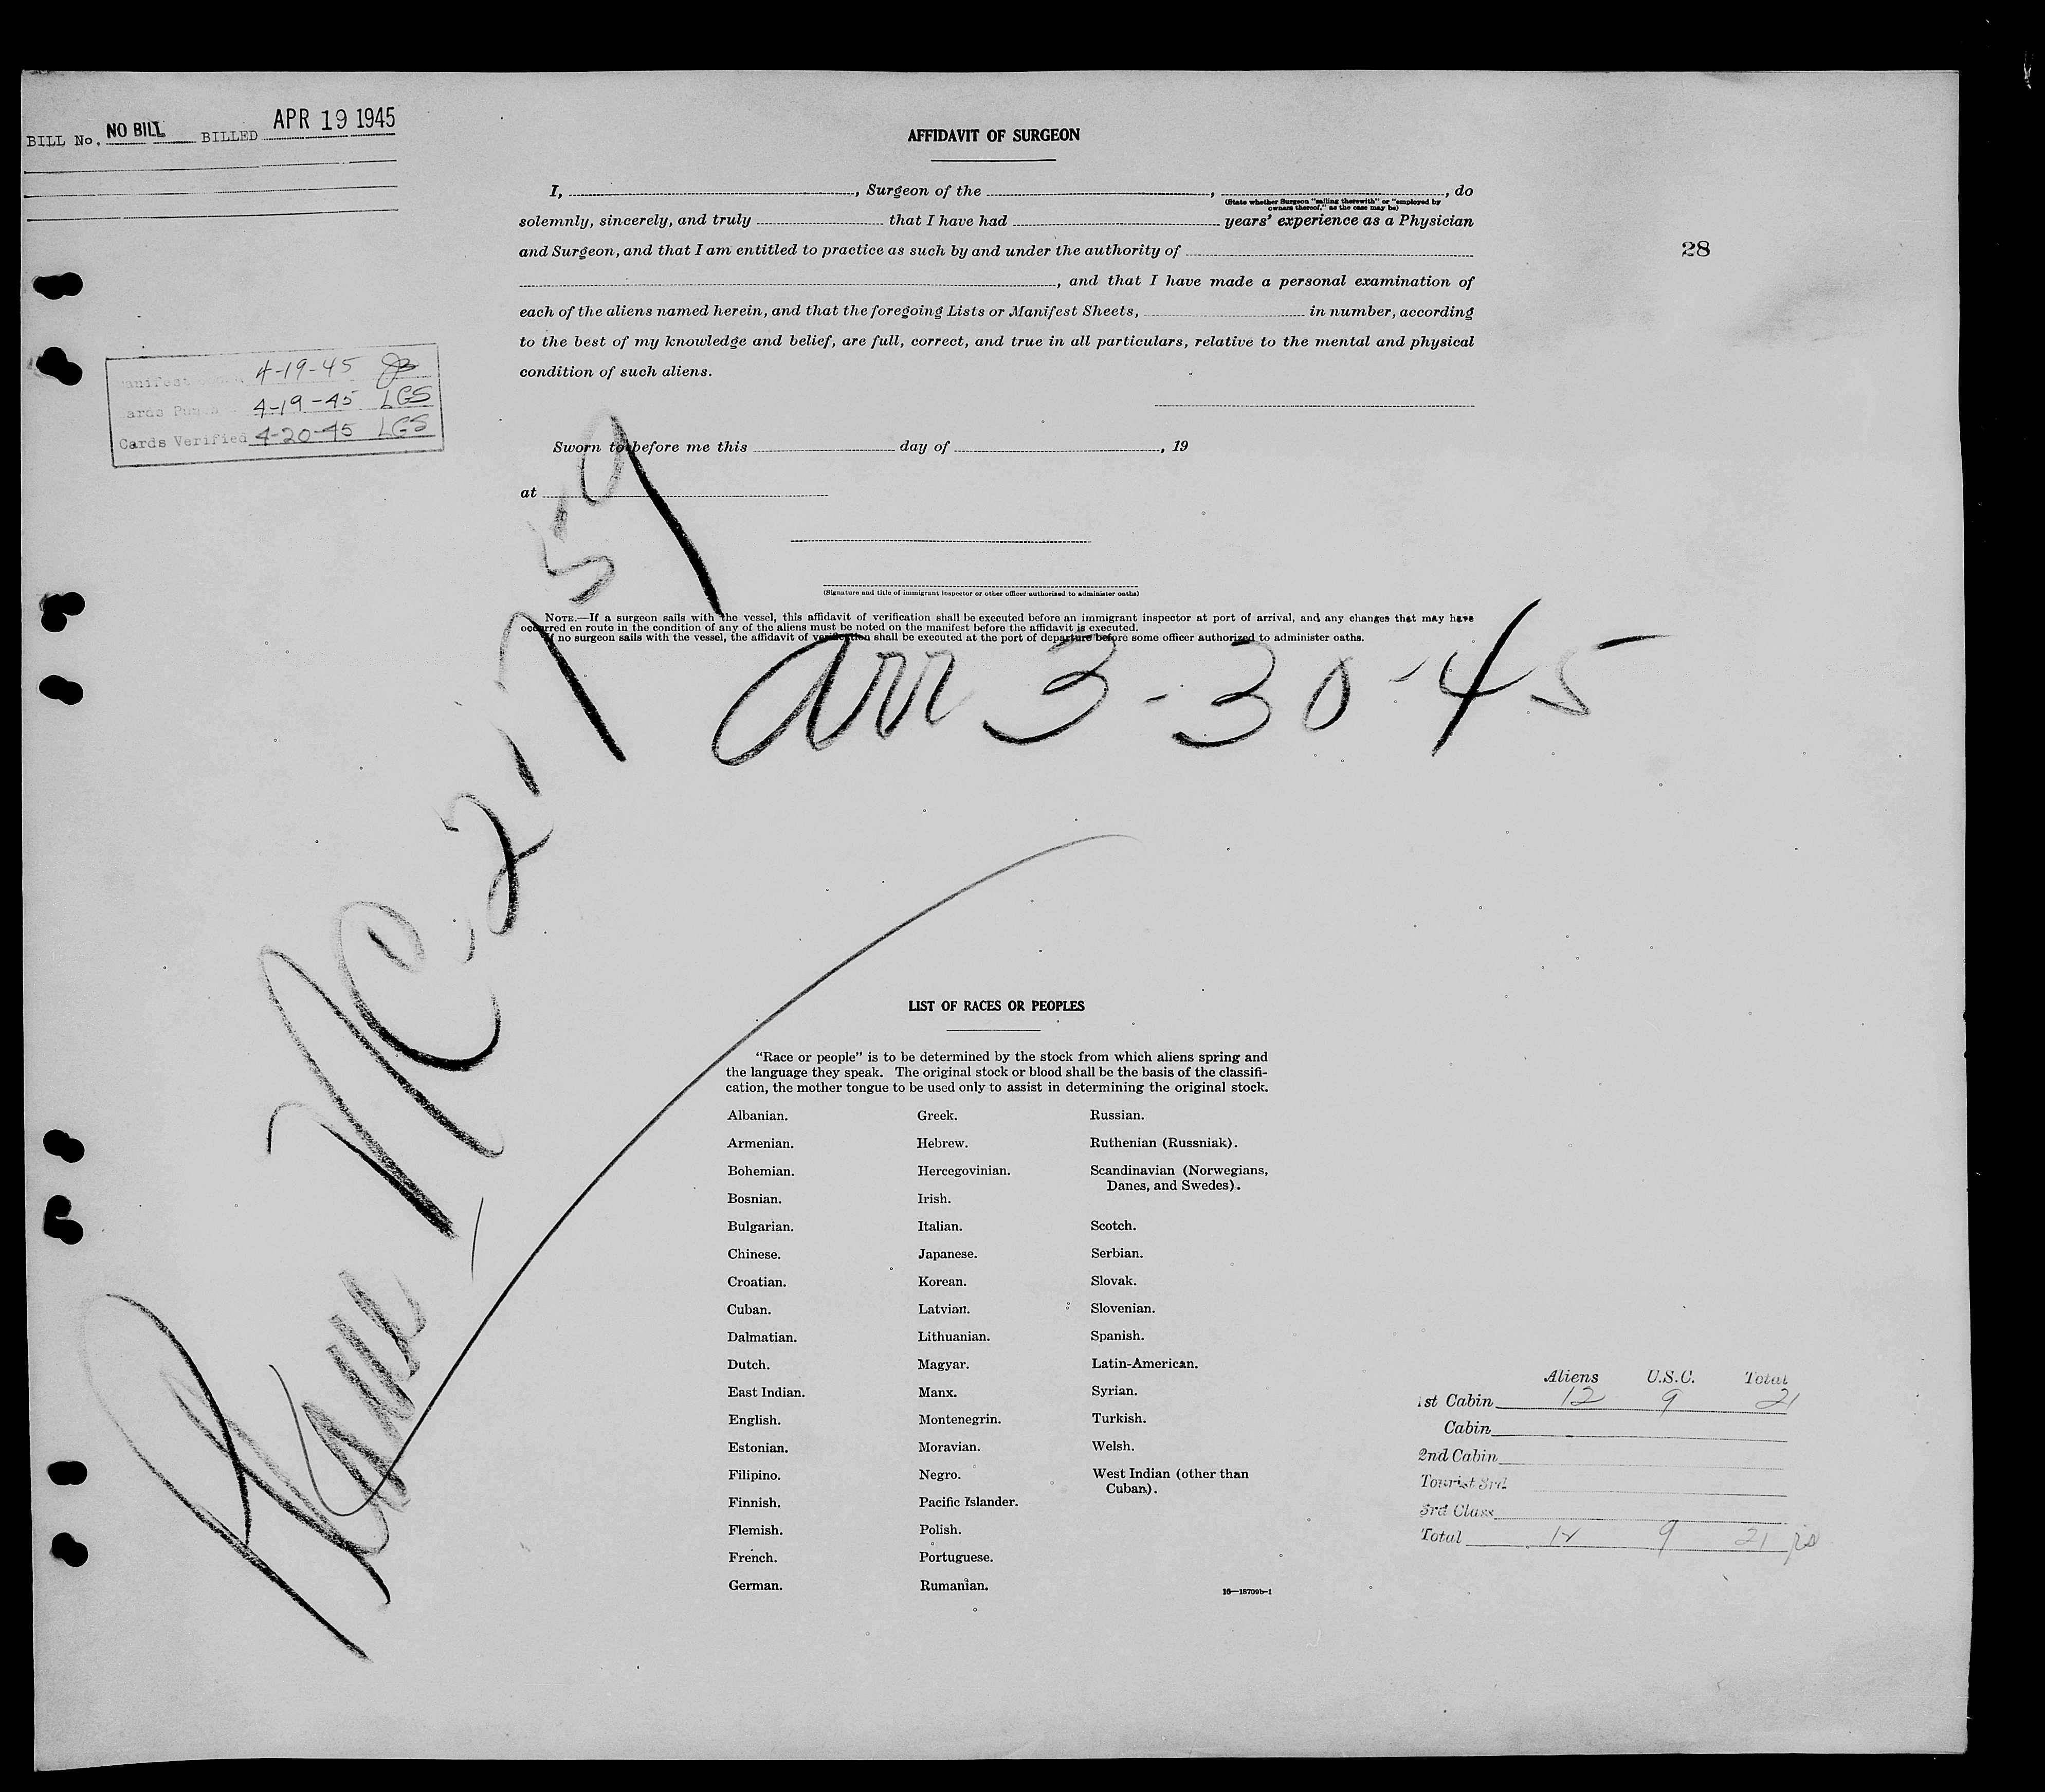 BILL No. NO BILL BILLED APR 19 1945
AFFIDAVIT OF SURGEON
I, , Surgeon of the , , do
(State whether Surgeon "sailing therewith" or "employed by
owners thereof," as the case may be)
solemnly, sincerely, and truly that I have had years' experience as a Physician
and Surgeon, and that I am entitled to practice as such by and under the authority of
, and that I have made a personal examination of
each of the aliens named herein, and that the foregoing Lists or Manifest Sheets, in number, according
to the best of my knowledge and belief, are full, correct, and true in all particulars, relative to the mental and physical
condition of such aliens.
28
Manifest 4-19-45
Cards 4-19-45 LGS
Cards Verified 4-20-45 LGS
Sworn to before me this day of , 19
at
(Signature and title of immigrant inspector or other officer authorized to administer oaths)
NOTE.—If a surgeon sails with the vessel, this affidavit of verification shall be executed before an immigrant inspector at port of arrival, and any changes that may have
occurred en route in the condition of any of the aliens must be noted on the manifest before the affidavit is executed.
If no surgeon sails with the vessel, the affidavit of verification shall be executed at the port of departure before some officer authorized to administer oaths.
Arr 3-30-45
Plane NC 21759
LIST OF RACES OR PEOPLES
"Race or people" is to be determined by the stock from which aliens spring and
the language they speak. The original stock or blood shall be the basis of the classifi-
cation, the mother tongue to be used only to assist in determining the original stock.
Albanian. Greek. Russian.
Armenian. Hebrew. Ruthenian (Russniak).
Bohemian. Hercegovinian. Scandinavian (Norwegians,
Danes, and Swedes).
Bosnian. Irish.
Bulgarian. Italian. Scotch.
Chinese. Japanese. Serbian.
Croatian. Korean. Slovak.
Cuban. Latvian. Slovenian.
Dalmatian. Lithuanian. Spanish.
Dutch. Magyar. Latin-American.
East Indian. Manx. Syrian.
English. Montenegrin. Turkish.
Estonian. Moravian. Welsh.
Filipino. Negro. West Indian (other than
Cuban).
Finnish. Pacific Islander.
Flemish. Polish.
French. Portuguese.
German. Rumanian.
16—18709b-1
Aliens U.S.C. Total
1st Cabin 12 9 21
Cabin
2nd Cabin
Tourist 3rd
3rd Class
Total 12 9 21